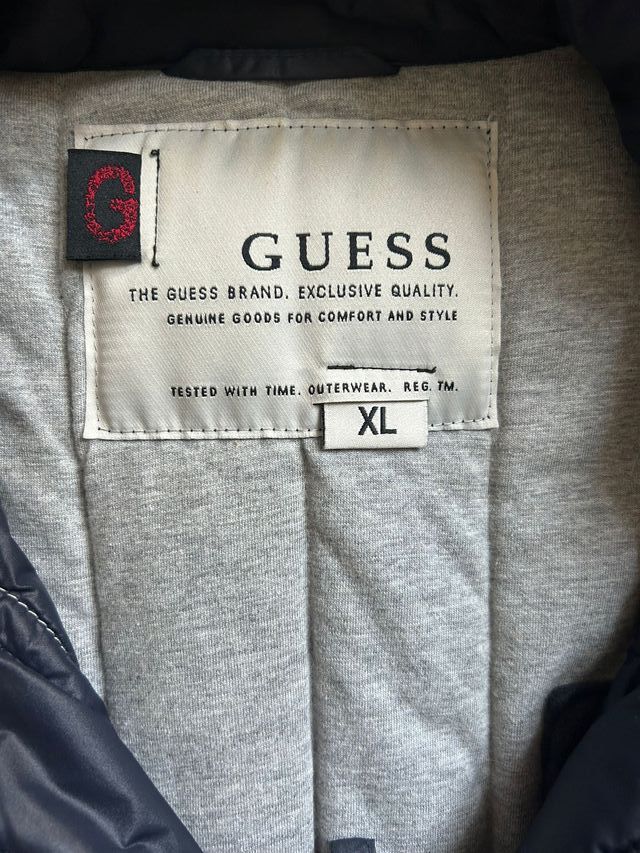 G
GUESS
THE GUESS BRAND. EXCLUSIVE QUALITY.
GENUINE GOODS FOR COMFORT AND STYLE
TESTED WITH TIME. OUTERWEAR. REG. TM.
XL